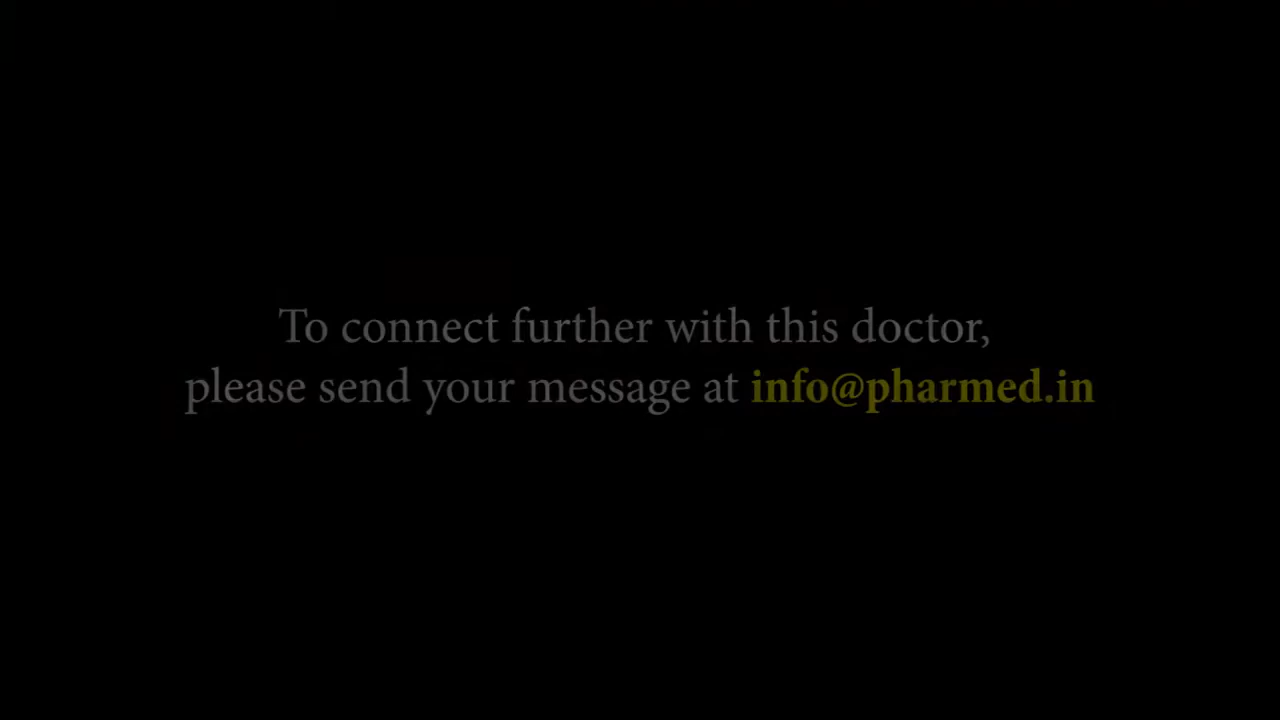 To connect further with this doctor,
please send your message at info@pharmed.in